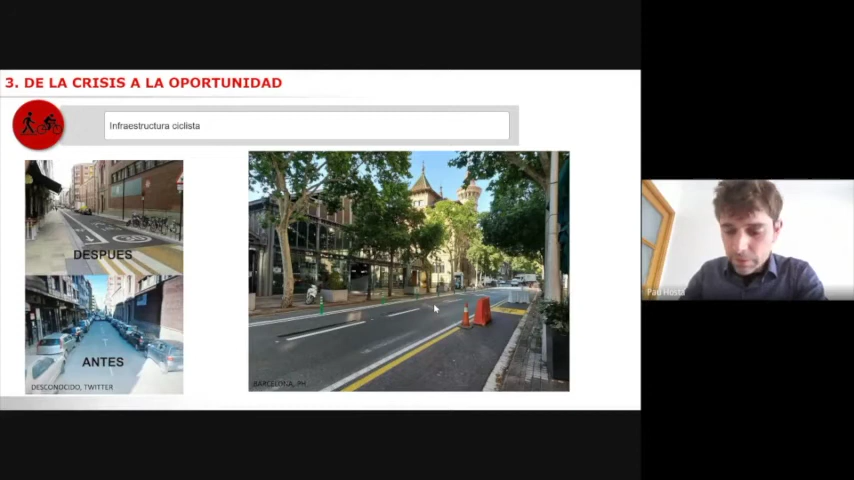 3. DE LA CRISIS A LA OPORTUNIDAD
Infraestructura ciclista
DESPUES
ANTES
DESCONOCIDO, TWITTER
BARCELONA, PH
Pau Hosta